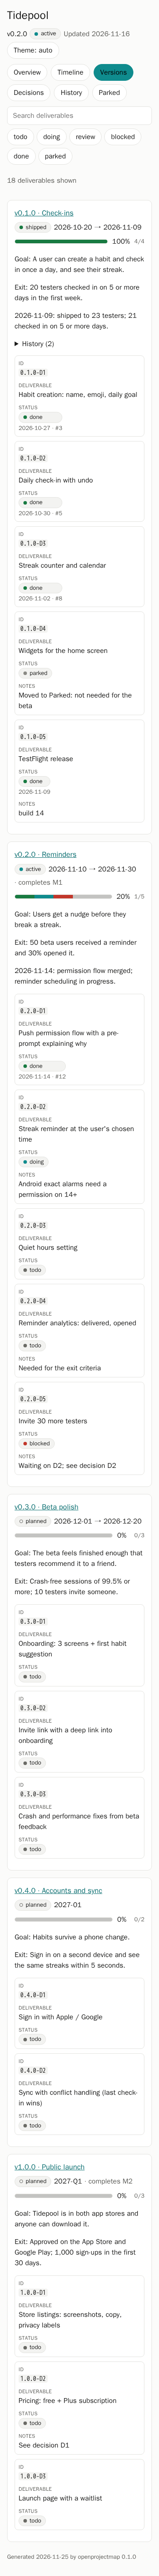 Tidepool
v0.2.0 active Updated 2026-11-16
Theme: auto
Overview Timeline Versions
Decisions History Parked
Search deliverables
todo doing review blocked
done parked
18 deliverables shown
v0.1.0 · Check-ins
shipped 2026-10-20 → 2026-11-09
100% 4/4
Goal: A user can create a habit and check
in once a day, and see their streak.
Exit: 20 testers checked in on 5 or more
days in the first week.
2026-11-09: shipped to 23 testers; 21
checked in on 5 or more days.
History (2)
ID
0.1.0-D1
DELIVERABLE
Habit creation: name, emoji, daily goal
STATUS
done
2026-10-27 · #3
ID
0.1.0-D2
DELIVERABLE
Daily check-in with undo
STATUS
done
2026-10-30 · #5
ID
0.1.0-D3
DELIVERABLE
Streak counter and calendar
STATUS
done
2026-11-02 · #8
ID
0.1.0-D4
DELIVERABLE
Widgets for the home screen
STATUS
parked
NOTES
Moved to Parked: not needed for the
beta
ID
0.1.0-D5
DELIVERABLE
TestFlight release
STATUS
done
2026-11-09
NOTES
build 14
v0.2.0 · Reminders
active 2026-11-10 → 2026-11-30
· completes M1
20% 1/5
Goal: Users get a nudge before they
break a streak.
Exit: 50 beta users received a reminder
and 30% opened it.
2026-11-14: permission flow merged;
reminder scheduling in progress.
ID
0.2.0-D1
DELIVERABLE
Push permission flow with a pre-
prompt explaining why
STATUS
done
2026-11-14 · #12
ID
0.2.0-D2
DELIVERABLE
Streak reminder at the user's chosen
time
STATUS
doing
NOTES
Android exact alarms need a
permission on 14+
ID
0.2.0-D3
DELIVERABLE
Quiet hours setting
STATUS
todo
ID
0.2.0-D4
DELIVERABLE
Reminder analytics: delivered, opened
STATUS
todo
NOTES
Needed for the exit criteria
ID
0.2.0-D5
DELIVERABLE
Invite 30 more testers
STATUS
blocked
NOTES
Waiting on D2; see decision D2
v0.3.0 · Beta polish
planned 2026-12-01 → 2026-12-20
0% 0/3
Goal: The beta feels finished enough that
testers recommend it to a friend.
Exit: Crash-free sessions of 99.5% or
more; 10 testers invite someone.
ID
0.3.0-D1
DELIVERABLE
Onboarding: 3 screens + first habit
suggestion
STATUS
todo
ID
0.3.0-D2
DELIVERABLE
Invite link with a deep link into
onboarding
STATUS
todo
ID
0.3.0-D3
DELIVERABLE
Crash and performance fixes from beta
feedback
STATUS
todo
v0.4.0 · Accounts and sync
planned 2027-01
0% 0/2
Goal: Habits survive a phone change.
Exit: Sign in on a second device and see
the same streaks within 5 seconds.
ID
0.4.0-D1
DELIVERABLE
Sign in with Apple / Google
STATUS
todo
ID
0.4.0-D2
DELIVERABLE
Sync with conflict handling (last check-
in wins)
STATUS
todo
v1.0.0 · Public launch
planned 2027-Q1 · completes M2
0% 0/3
Goal: Tidepool is in both app stores and
anyone can download it.
Exit: Approved on the App Store and
Google Play; 1,000 sign-ups in the first
30 days.
ID
1.0.0-D1
DELIVERABLE
Store listings: screenshots, copy,
privacy labels
STATUS
todo
ID
1.0.0-D2
DELIVERABLE
Pricing: free + Plus subscription
STATUS
todo
NOTES
See decision D1
ID
1.0.0-D3
DELIVERABLE
Launch page with a waitlist
STATUS
todo
Generated 2026-11-25 by openprojectmap 0.1.0